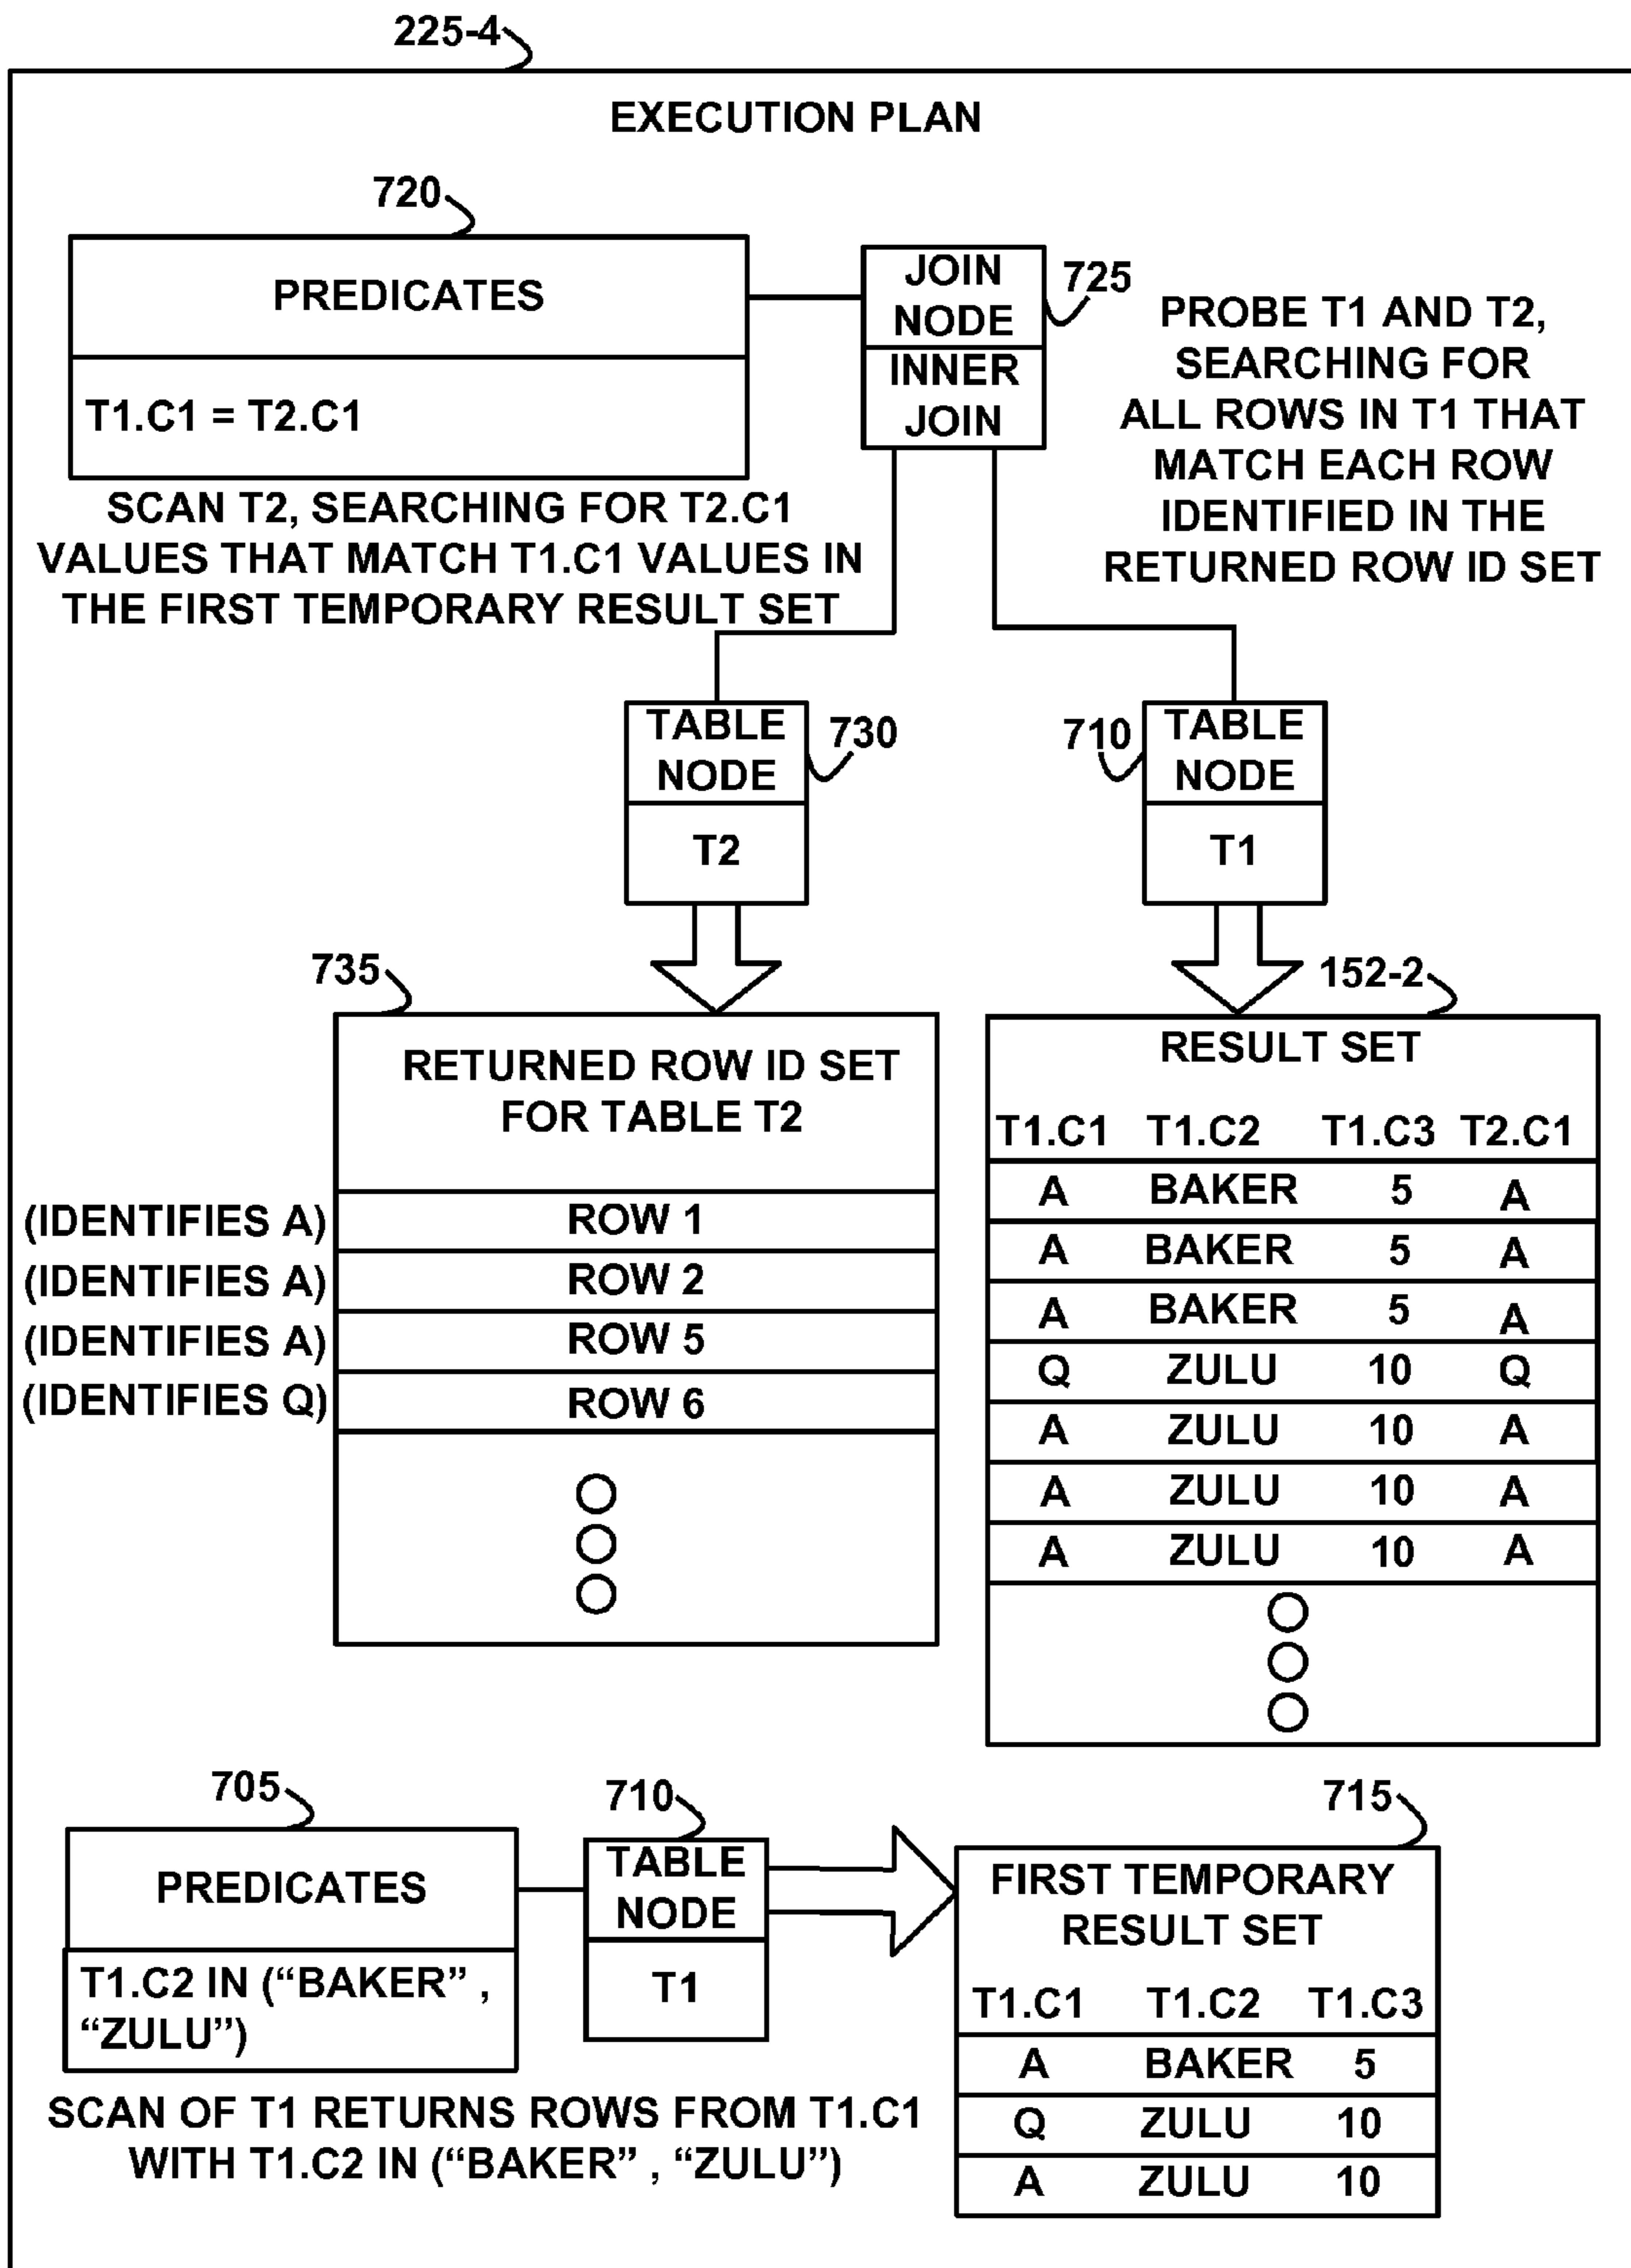 225-4
EXECUTION PLAN
720
PREDICATES
T1.C1 = T2.C1
SCAN T2, SEARCHING FOR T2.C1
VALUES THAT MATCH T1.C1 VALUES IN
THE FIRST TEMPORARY RESULT SET
JOIN
NODE
INNER
JOIN
725
PROBE T1 AND T2,
SEARCHING FOR
ALL ROWS IN T1 THAT
MATCH EACH ROW
IDENTIFIED IN THE
RETURNED ROW ID SET
TABLE
NODE
T2
730
710
TABLE
NODE
T1
735
RETURNED ROW ID SET
FOR TABLE T2
(IDENTIFIES A) ROW 1
(IDENTIFIES A) ROW 2
(IDENTIFIES A) ROW 5
(IDENTIFIES Q) ROW 6
152-2
RESULT SET
T1.C1 T1.C2 T1.C3 T2.C1
A BAKER 5 A
A BAKER 5 A
A BAKER 5 A
Q ZULU 10 Q
A ZULU 10 A
A ZULU 10 A
A ZULU 10 A
705
PREDICATES
T1.C2 IN (“BAKER” ,
“ZULU”)
710
TABLE
NODE
T1
SCAN OF T1 RETURNS ROWS FROM T1.C1
WITH T1.C2 IN (“BAKER” , “ZULU”)
715
FIRST TEMPORARY
RESULT SET
T1.C1 T1.C2 T1.C3
A BAKER 5
Q ZULU 10
A ZULU 10